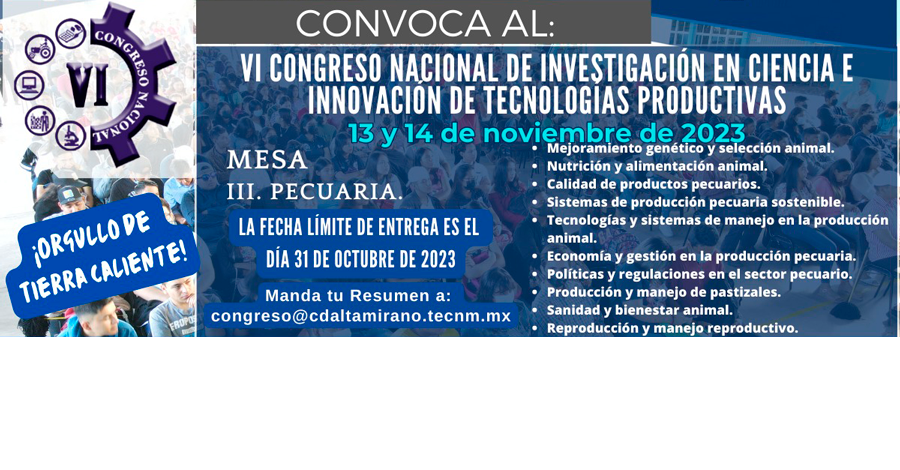 CONVOCA AL:
CONGRESO NACIONAL
VI
VI CONGRESO NACIONAL DE INVESTIGACIÓN EN CIENCIA E
INNOVACIÓN DE TECNOLOGÍAS PRODUCTIVAS
13 y 14 de noviembre de 2023
MESA
III. PECUARIA.
LA FECHA LÍMITE DE ENTREGA ES EL
DÍA 31 DE OCTUBRE DE 2023
Manda tu Resumen a:
congreso@cdaltamirano.tecnm.mx
¡ORGULLO DE
TIERRA CALIENTE!
• Mejoramiento genético y selección animal.
• Nutrición y alimentación animal.
• Calidad de productos pecuarios.
• Sistemas de producción pecuaria sostenible.
• Tecnologías y sistemas de manejo en la producción
animal.
• Economía y gestión en la producción pecuaria.
• Políticas y regulaciones en el sector pecuario.
• Producción y manejo de pastizales.
• Sanidad y bienestar animal.
• Reproducción y manejo reproductivo.